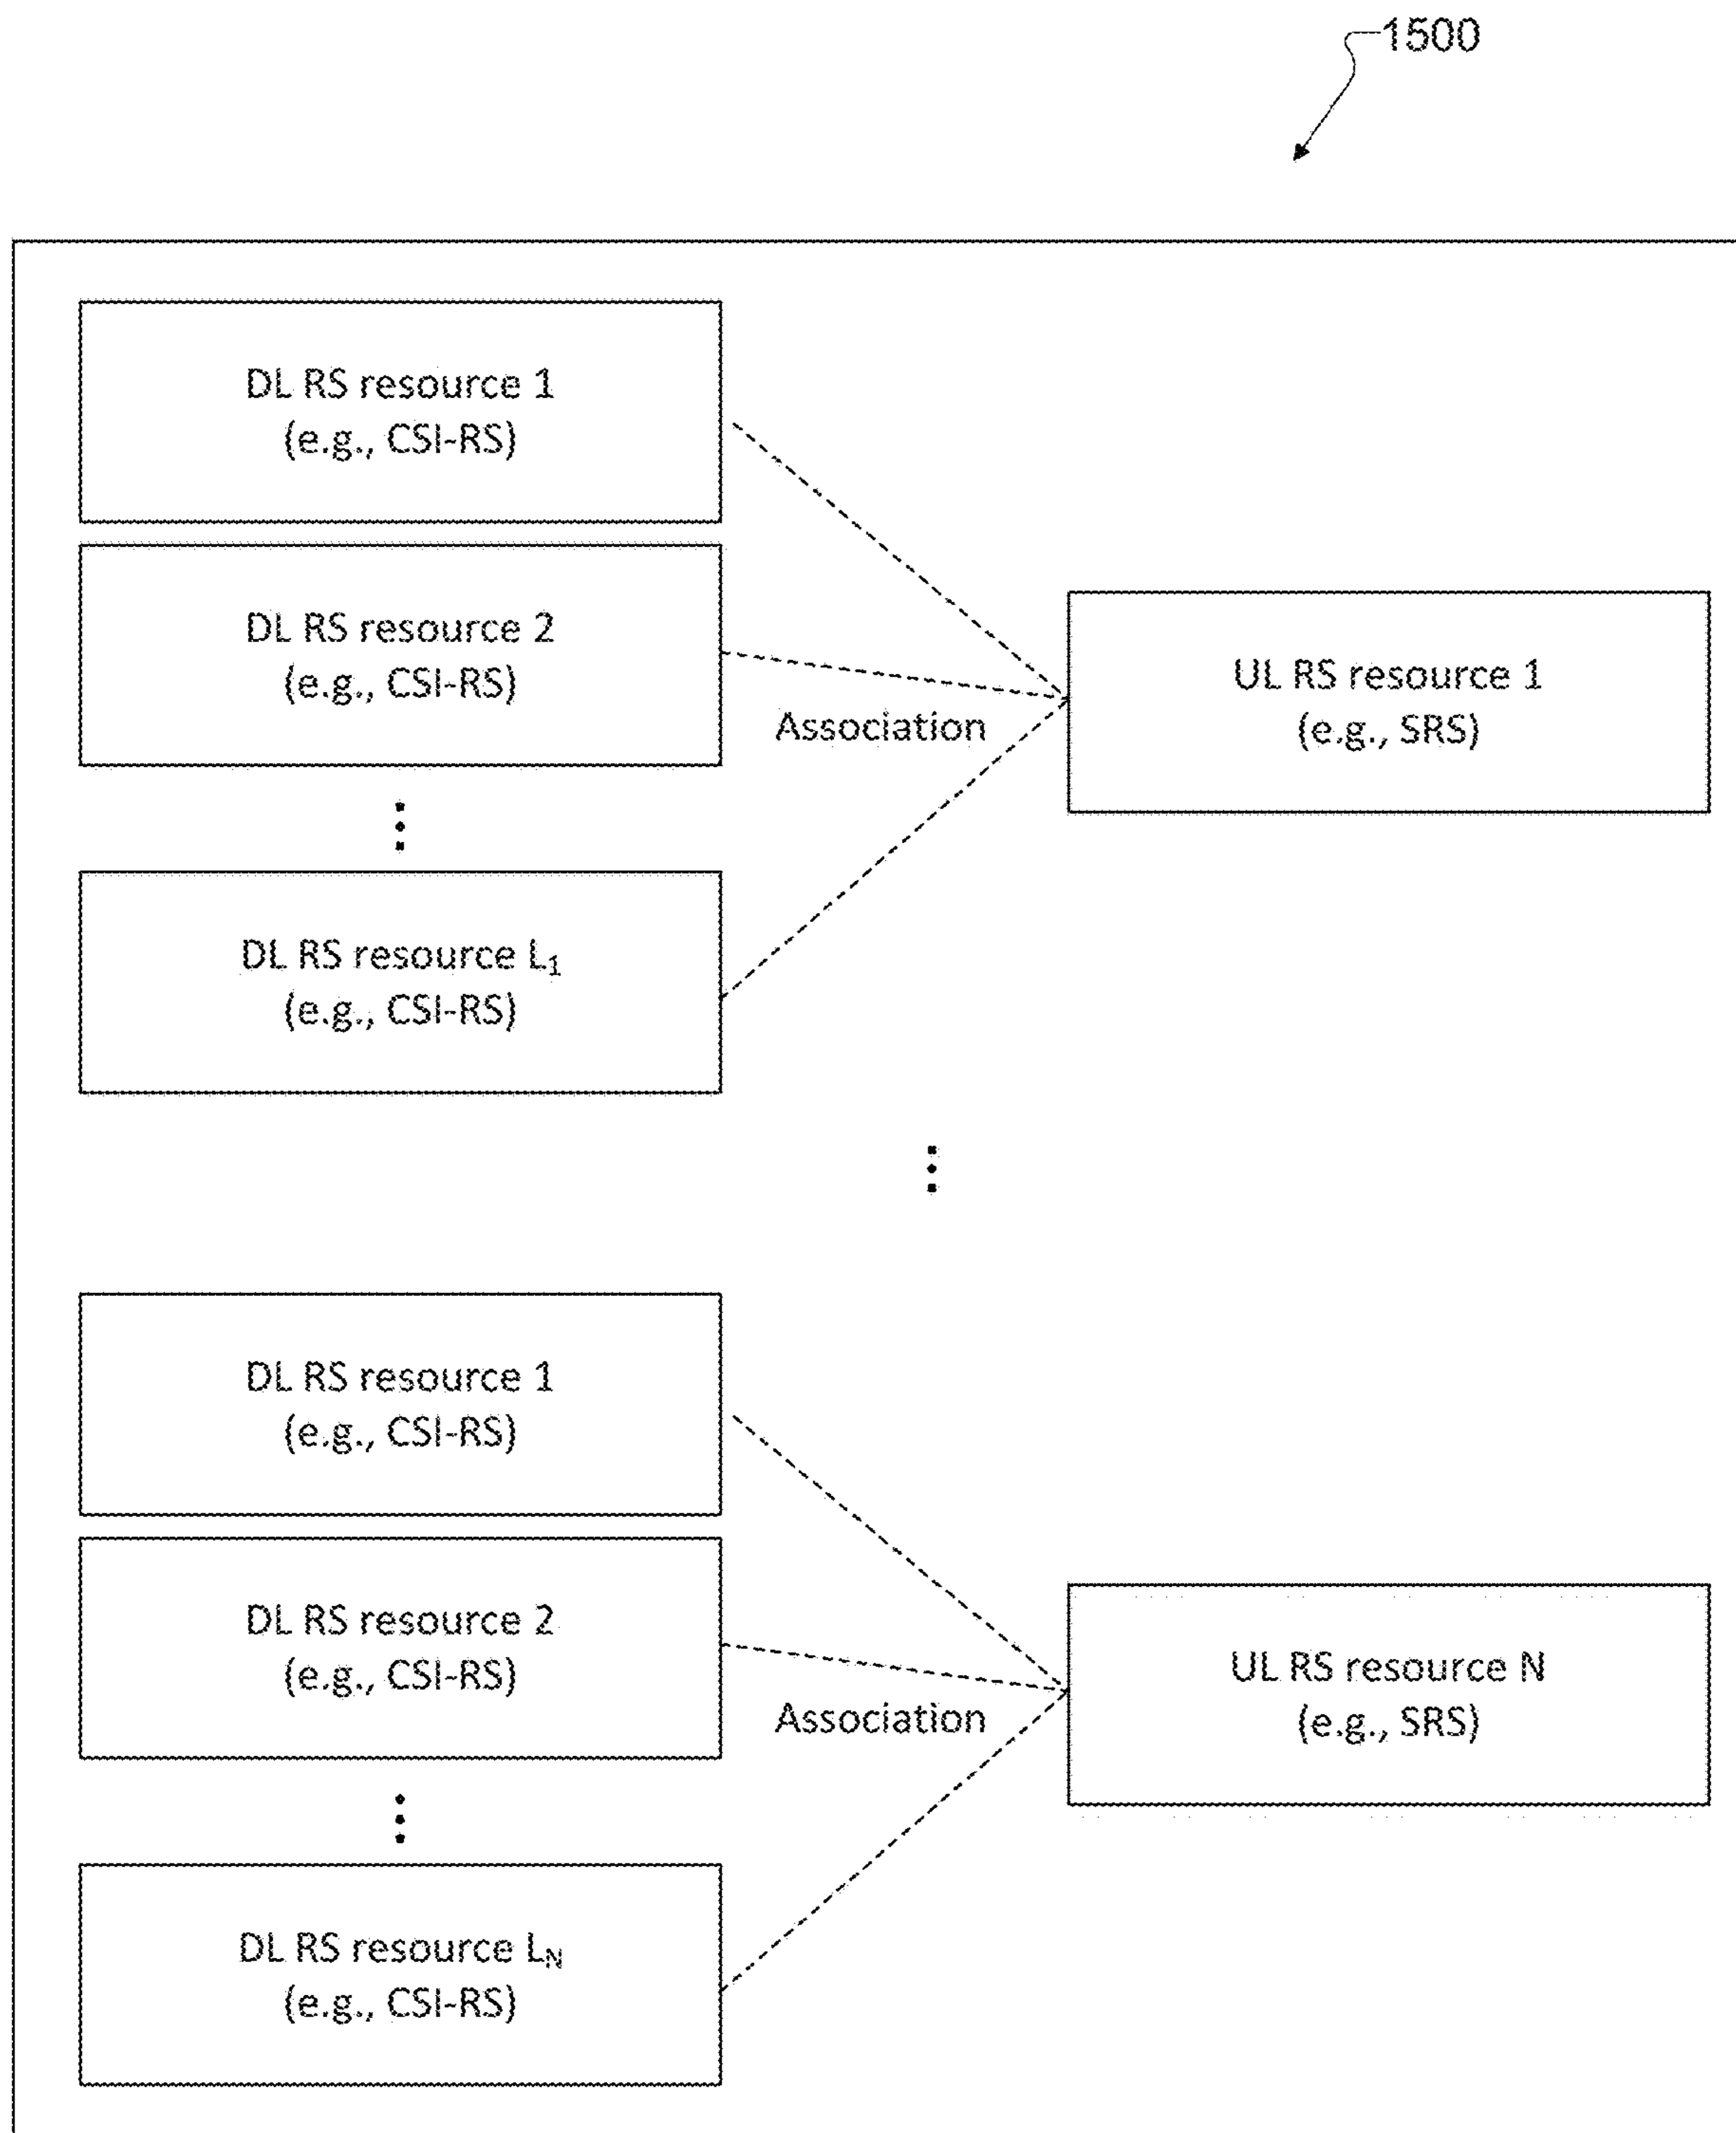 1500
DL RS resource 1
(e.g., CSI-RS)
DL RS resource 2
(e.g., CSI-RS)
Association
UL RS resource 1
(e.g., SRS)
DL RS resource L₁
(e.g., CSI-RS)
DL RS resource 1
(e.g., CSI-RS)
DL RS resource 2
(e.g., CSI-RS)
Association
UL RS resource N
(e.g., SRS)
DL RS resource L_N
(e.g., CSI-RS)